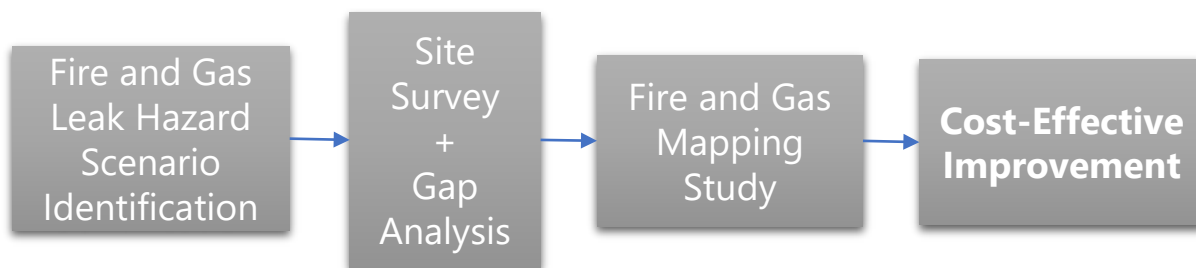 Fire and Gas
Leak Hazard
Scenario
Identification
Site
Survey
+
Gap
Analysis
Fire and Gas
Mapping
Study
Cost-Effective
Improvement